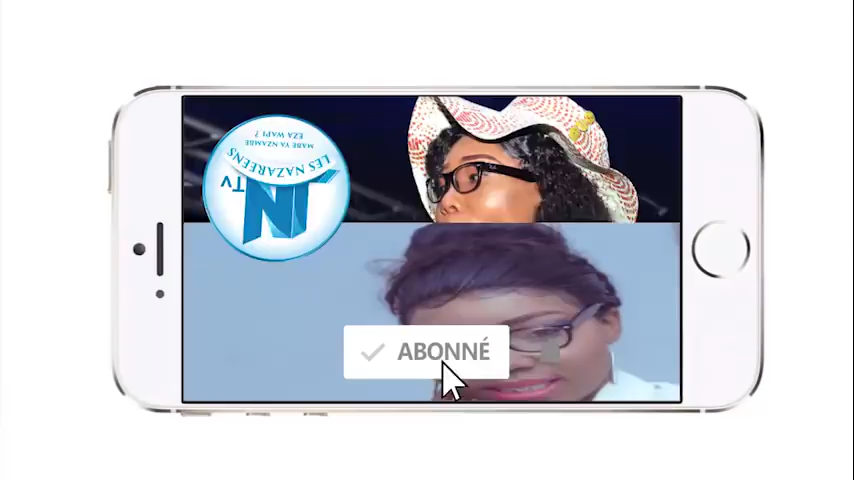 TV
N
LES NAZAREENS
MABE YA NZAMBE
EZA WAPI ?
ABONNÉ